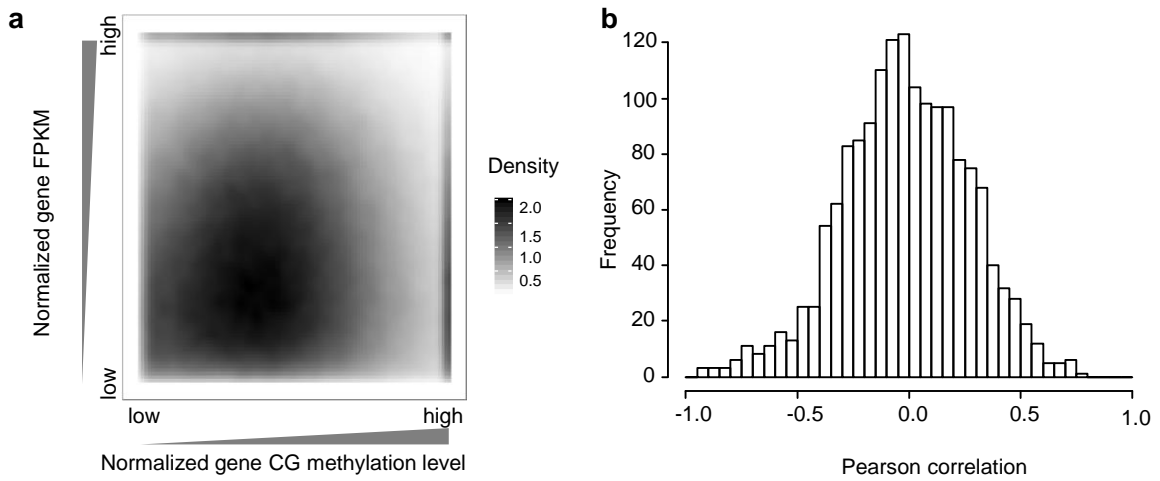 a
high
Normalized gene FPKM
low
low high
Normalized gene CG methylation level
Density
2.0
1.5
1.0
0.5
b
120
100
80
60
40
20
0
Frequency
-1.0 -0.5 0.0 0.5 1.0
Pearson correlation